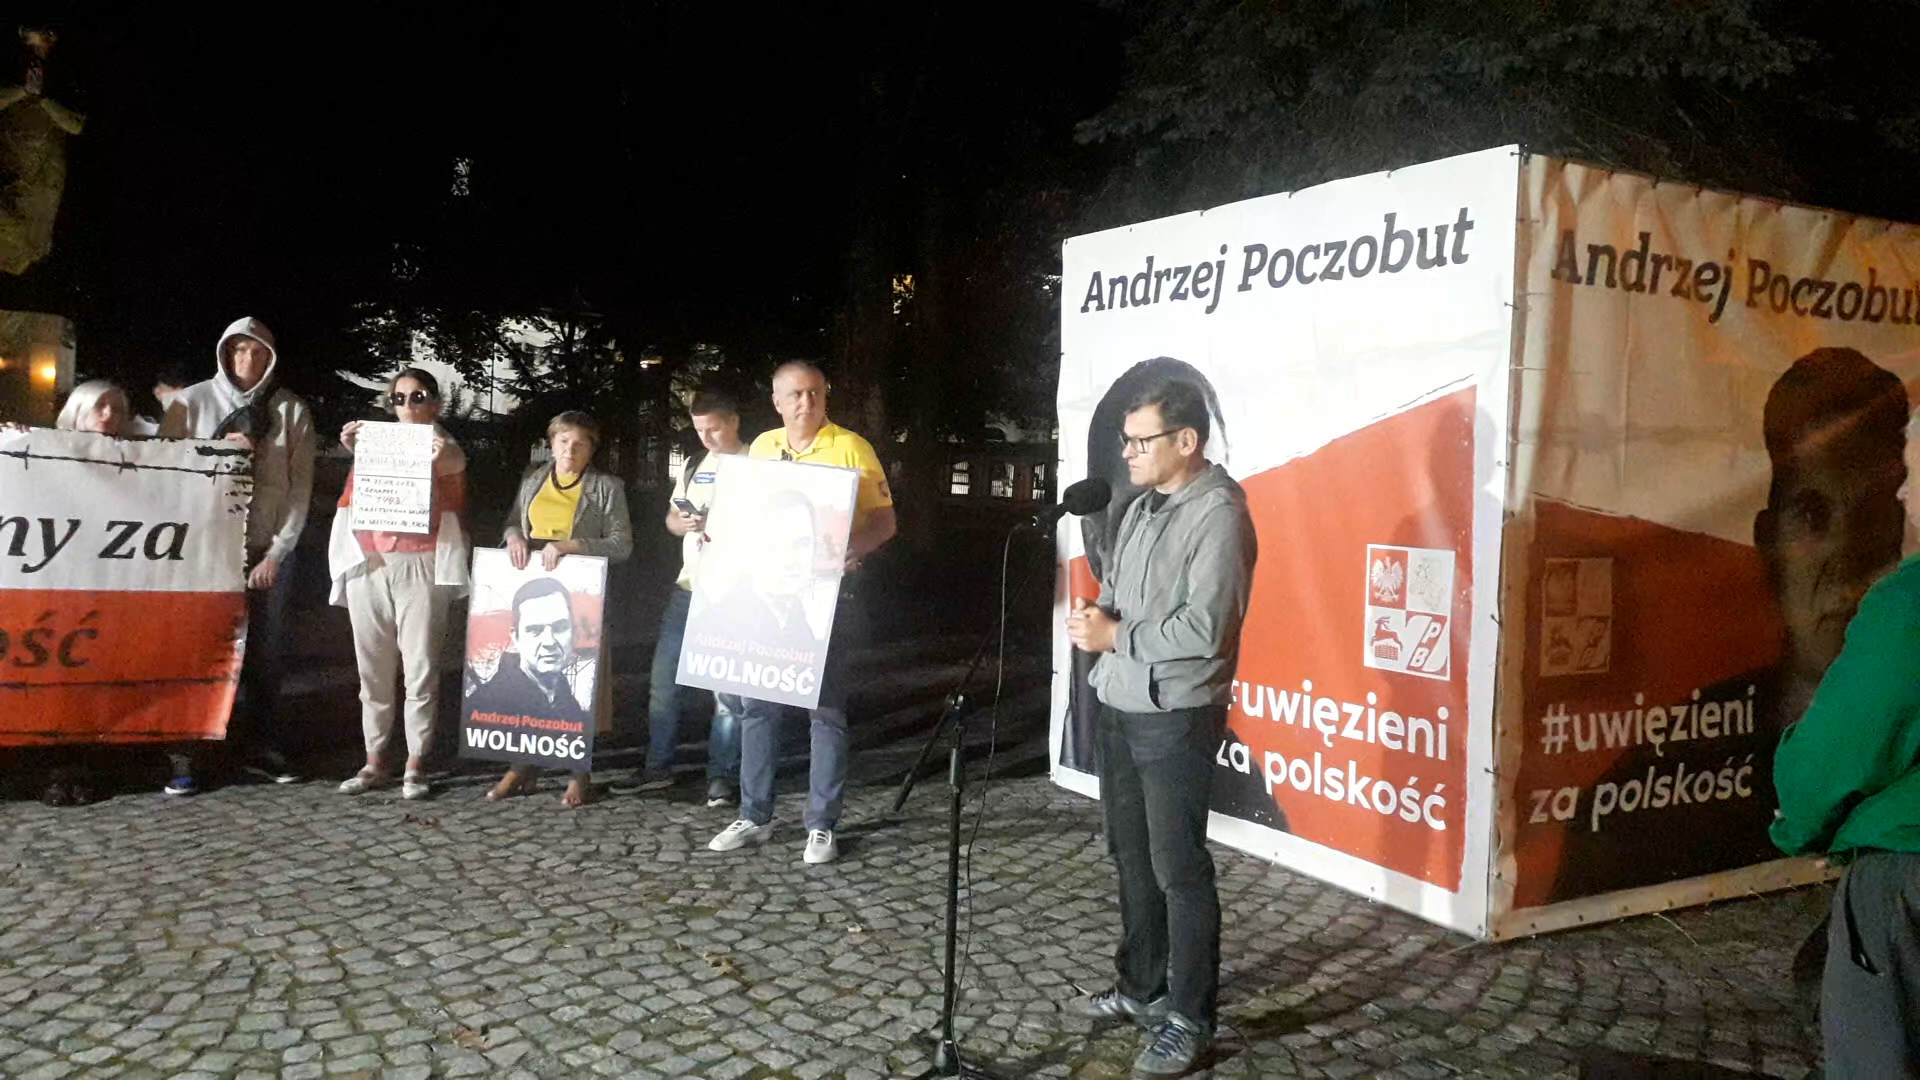 ny za
ość
Andrzej Poczobut
WOLNOŚĆ
Andrzej Poczobut
WOLNOŚĆ
Andrzej Poczobut
#uwięzieni
za polskość
P
B
Andrzej Poczobut
#uwięzieni
za polskość